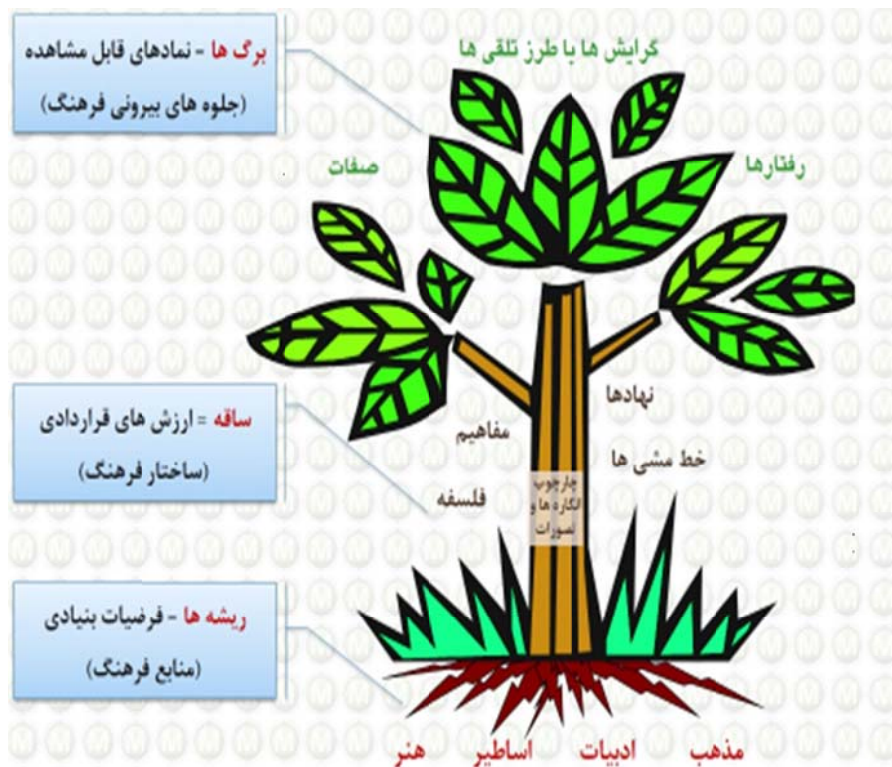 گرایش ها با طرز تلقی ها
برگ ها - نمادهای قابل مشاهده
(جلوه های بیرونی فرهنگ)
رفتارها
صفات
نهادها
ساقه = ارزش های قراردادی
(ساختار فرهنگ)
مفاهیم
خط مشی ها
چارچوب
انگاره ها و
تصورات
فلسفه
ریشه ها - فرضیات بنیادی
(منابع فرهنگ)
مذهب ادبیات اساطیر هنر